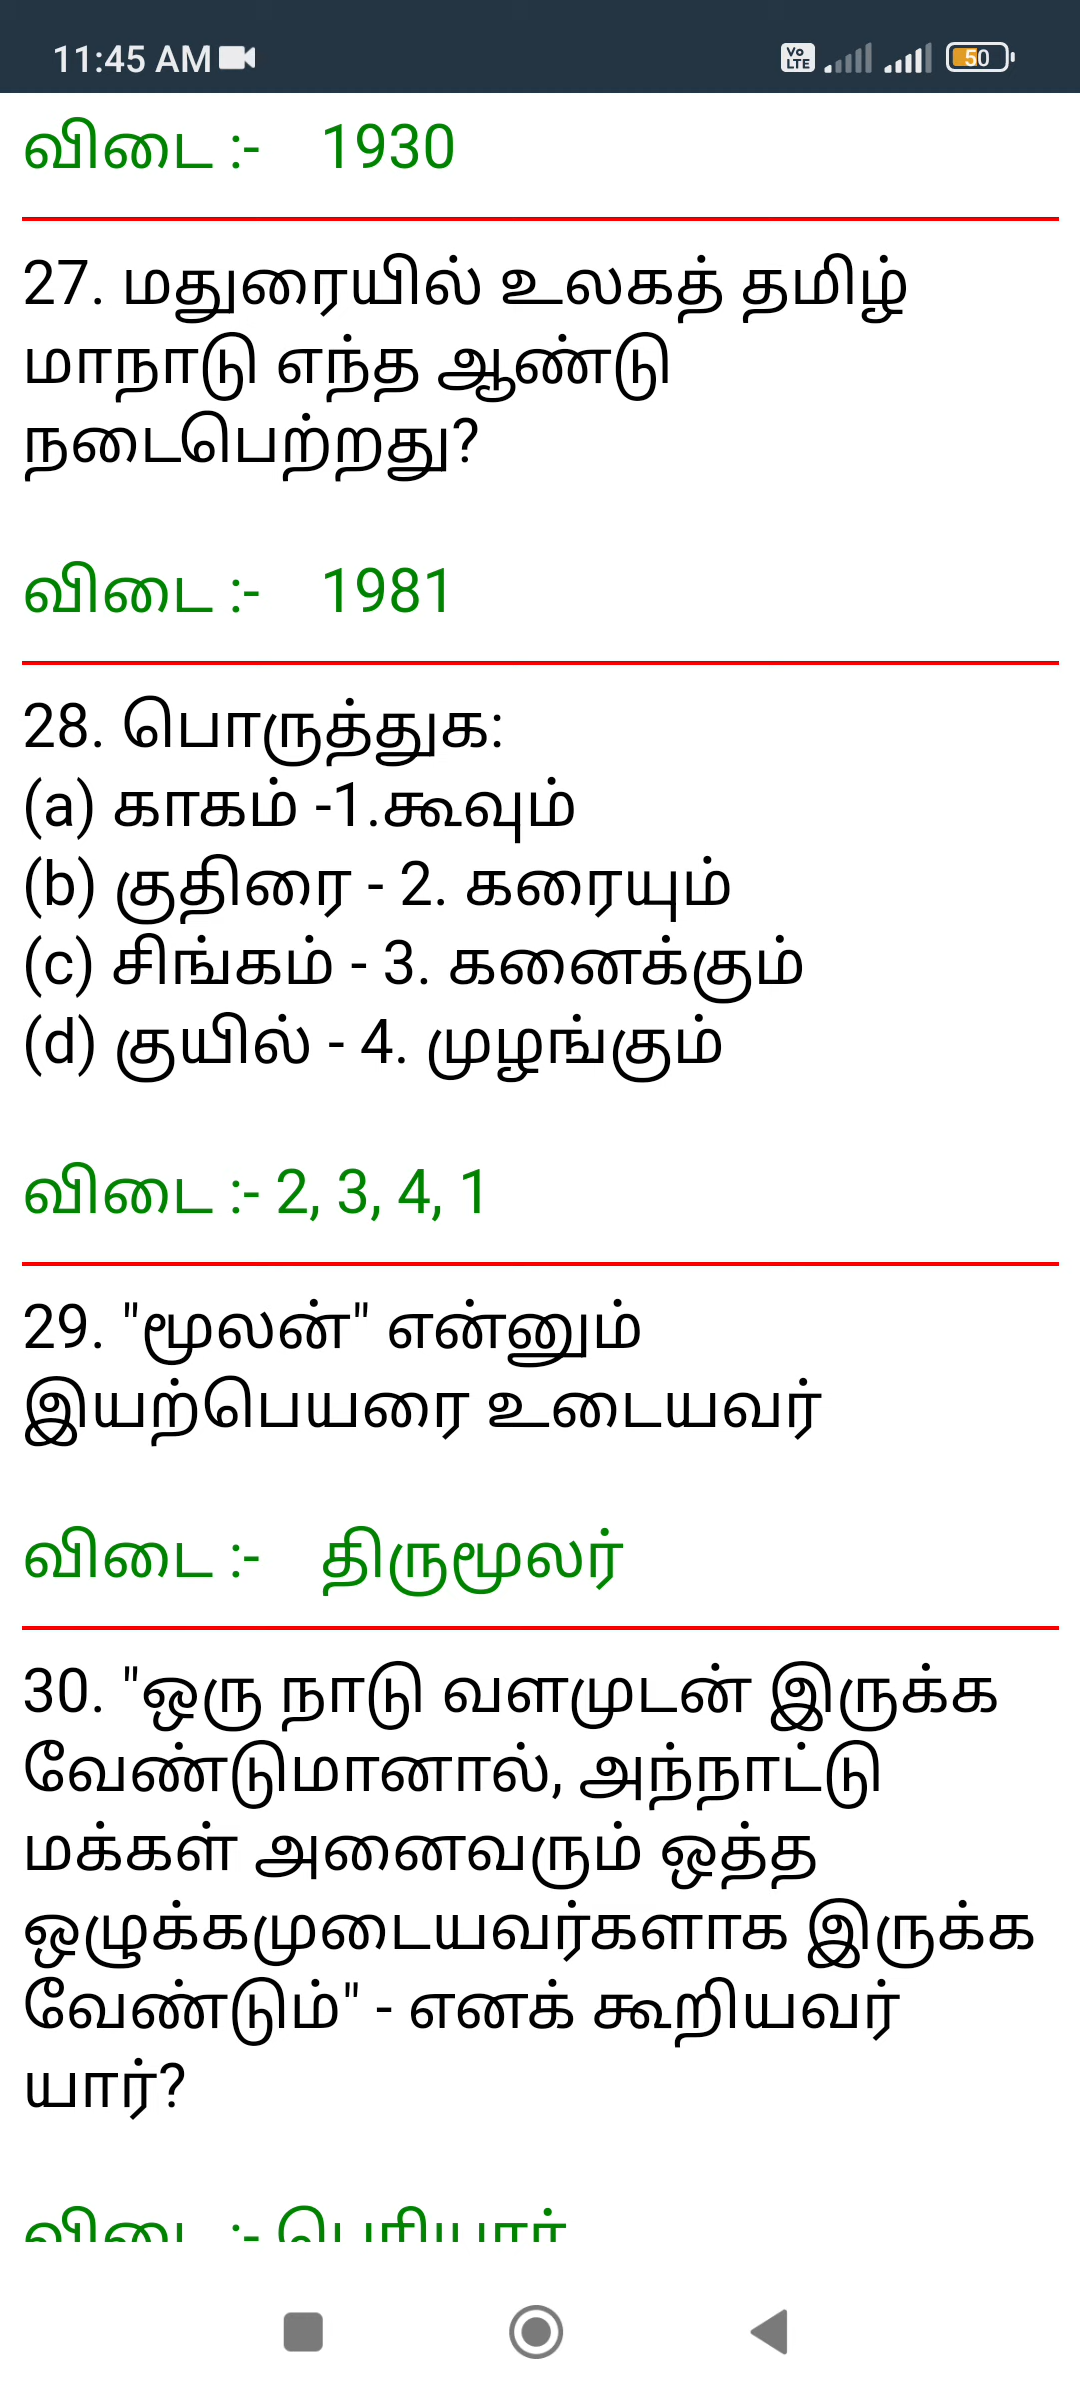 11:45 AM
Vo LTE 50
விடை :- 1930
27. மதுரையில் உலகத் தமிழ்
மாநாடு எந்த ஆண்டு
நடைபெற்றது?
விடை :- 1981
28. பொருத்துக:
(a) காகம் -1.கூவும்
(b) குதிரை - 2. கரையும்
(c) சிங்கம் - 3. கனைக்கும்
(d) குயில் - 4. முழங்கும்
விடை :- 2, 3, 4, 1
29. "மூலன்" என்னும்
இயற்பெயரை உடையவர்
விடை :- திருமூலர்
30. "ஒரு நாடு வளமுடன் இருக்க
வேண்டுமானால், அந்நாட்டு
மக்கள் அனைவரும் ஒத்த
ஒழுக்கமுடையவர்களாக இருக்க
வேண்டும்" - எனக் கூறியவர்
யார்?
விடை :- பெரியார்